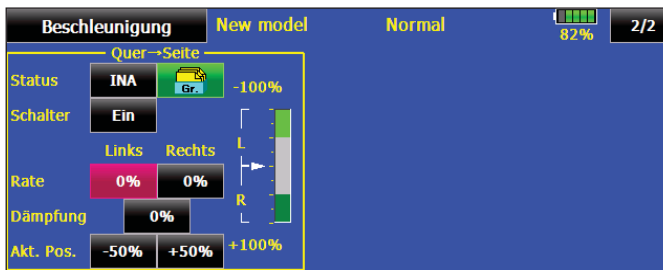 Beschleunigung New model Normal 82% 2/2
Quer→Seite
Status INA Gr. -100%
Schalter Ein
Links Rechts L
Rate 0% 0%
R
Dämpfung 0%
Akt. Pos. -50% +50% +100%